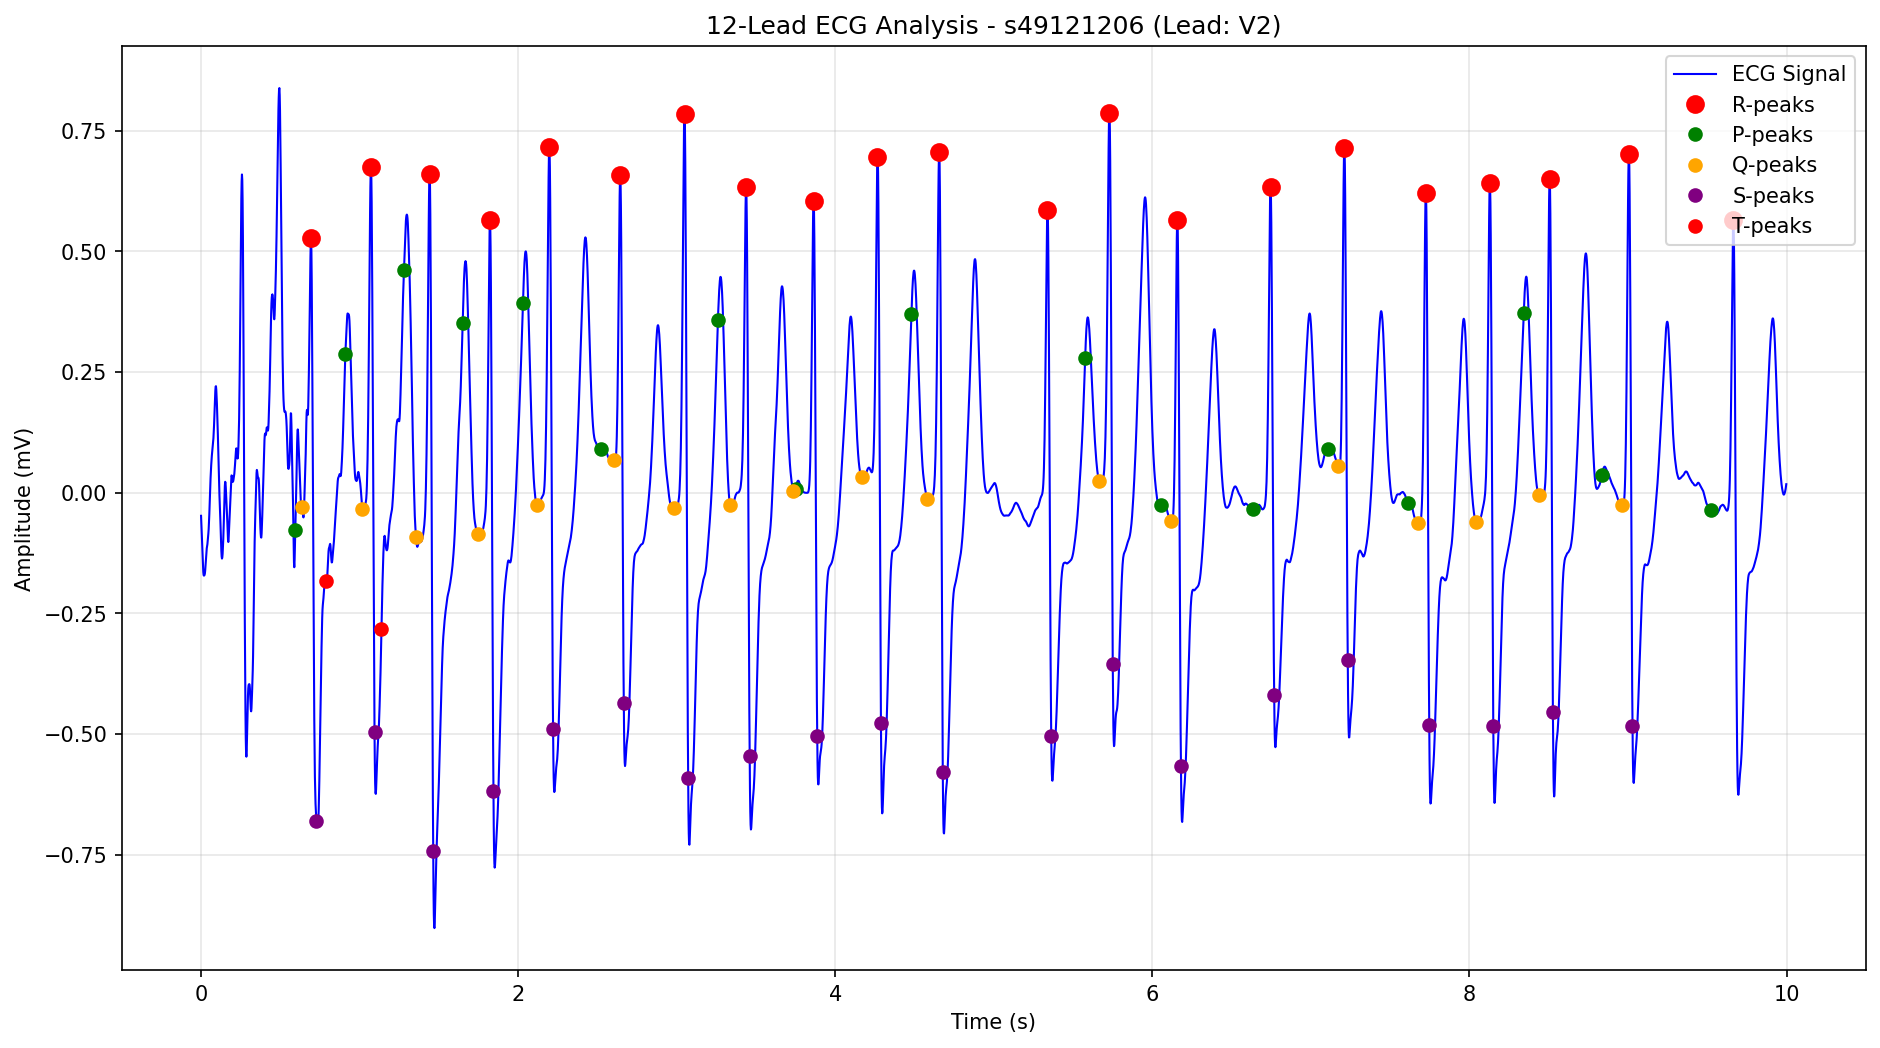 12-Lead ECG Analysis - s49121206 (Lead: V2)
ECG Signal
R-peaks
P-peaks
Q-peaks
S-peaks
T-peaks
Amplitude (mV)
0.75
0.50
0.25
0.00
−0.25
−0.50
−0.75
0 2 4 6 8 10
Time (s)